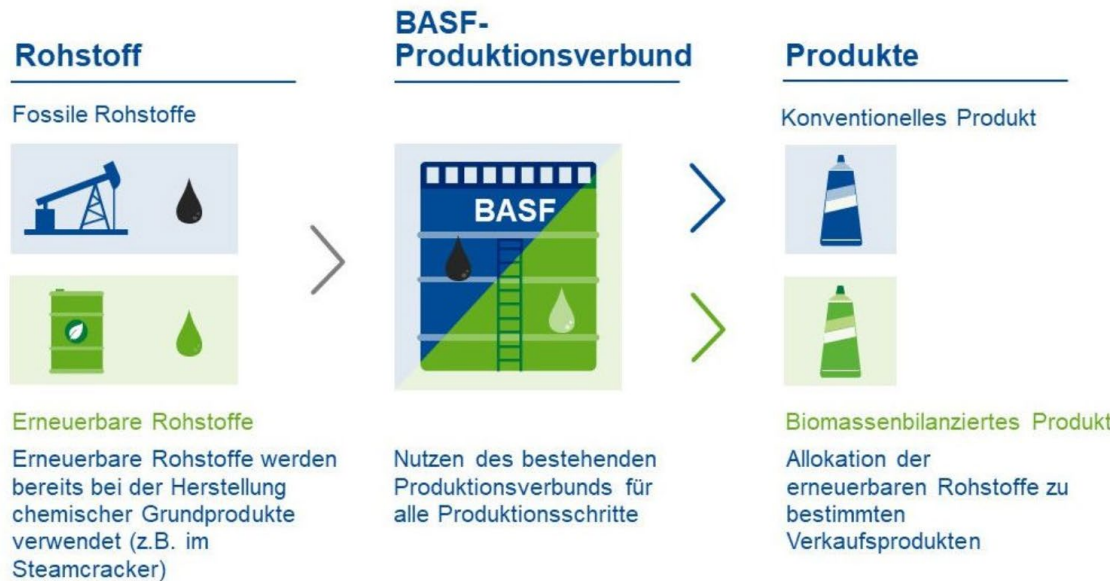 Rohstoff
Fossile Rohstoffe
Erneuerbare Rohstoffe
Erneuerbare Rohstoffe werden
bereits bei der Herstellung
chemischer Grundprodukte
verwendet (z.B. im
Steamcracker)
BASF-
Produktionsverbund
BASF
Nutzen des bestehenden
Produktionsverbunds für
alle Produktionsschritte
Produkte
Konventionelles Produkt
Biomassenbilanziertes Produkt
Allokation der
erneuerbaren Rohstoffe zu
bestimmten
Verkaufsprodukten